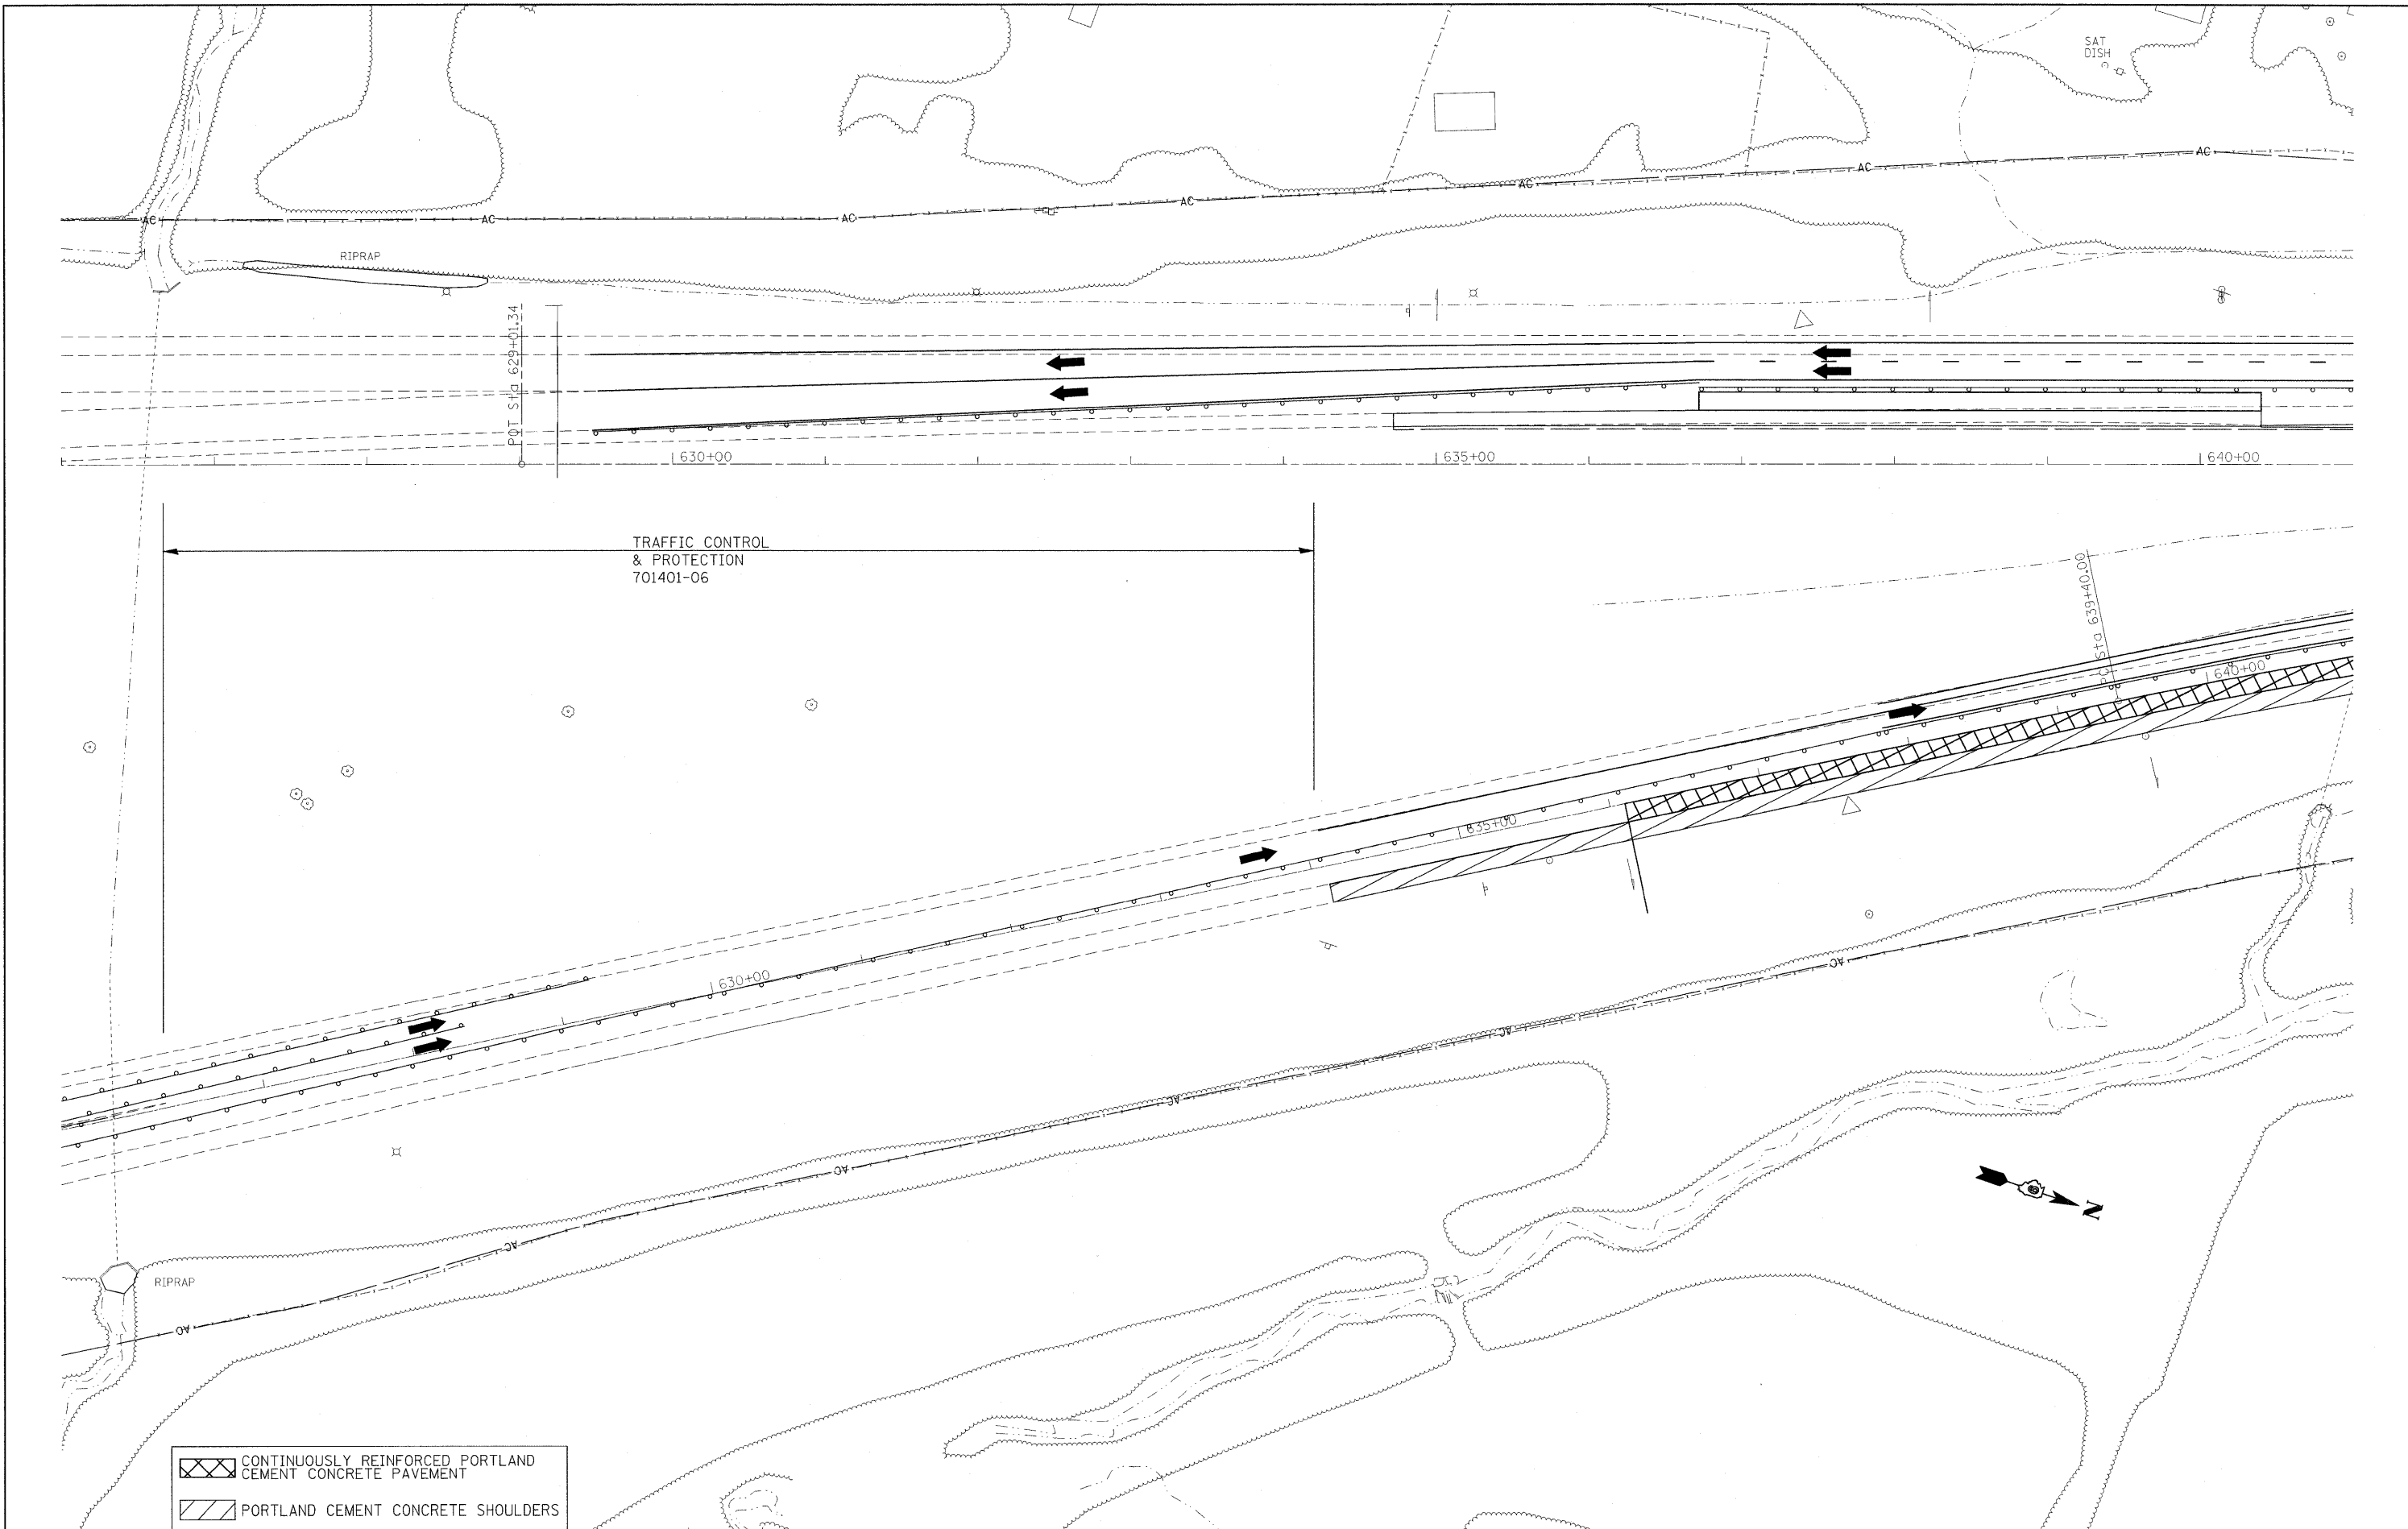 SAT
DISH
AC
AC
AC
AC
AC
AC
AC
RIPRAP
POT Sta 629+01.34
630+00
635+00
640+00
TRAFFIC CONTROL
& PROTECTION
701401-06
Sta 639+40.00
640+00
635+00
630+00
AC
AC
AC
AC
AC
AC
N
RIPRAP
CONTINUOUSLY REINFORCED PORTLAND
CEMENT CONCRETE PAVEMENT
PORTLAND CEMENT CONCRETE SHOULDERS